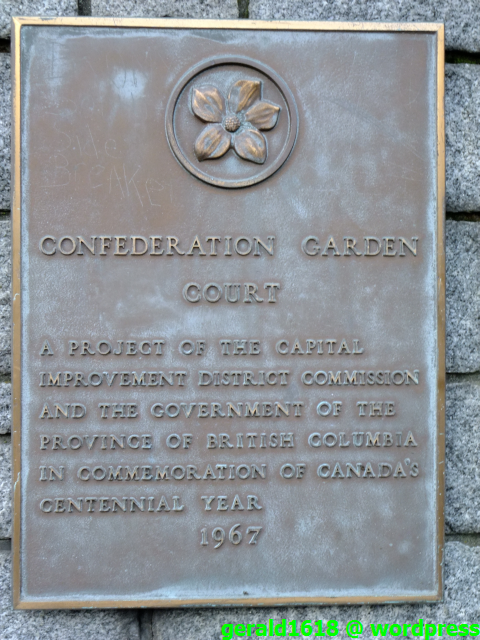 CONFEDERATION GARDEN
COURT
A PROJECT OF THE CAPITAL
IMPROVEMENT DISTRICT COMMISSION
AND THE GOVERNMENT OF THE
PROVINCE OF BRITISH COLUMBIA
IN COMMEMORATION OF CANADA'S
CENTENNIAL YEAR
1967
gerald1618 @ wordpress